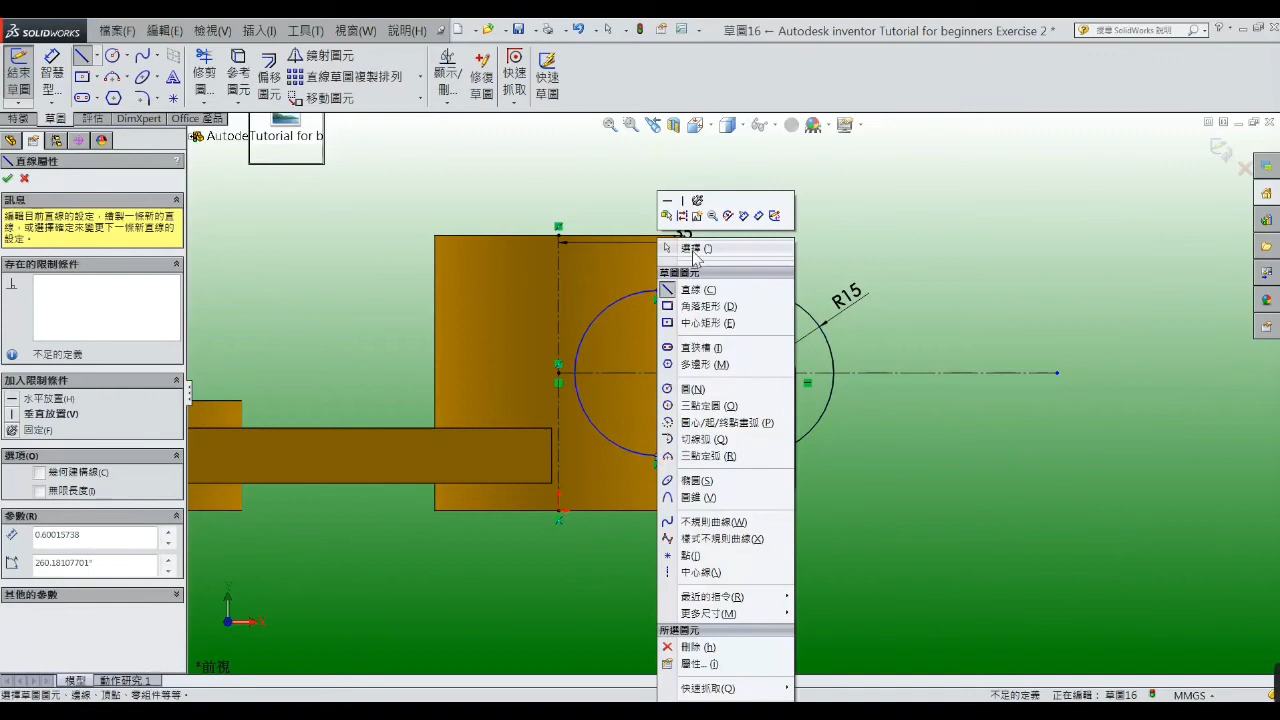 SOLIDWORKS 檔案(F) 編輯(E) 檢視(V) 插入(I) 工具(T) 視窗(W) 說明(H) 草圖16 ← Autodesk inventor Tutorial for beginners Exercise 2 * 搜尋 SolidWorks 說明
結束草圖 智慧型... 修剪圖... 參考圖元 偏移圖元 鏡射圖元 直線草圖複製排列 移動圖元 顯示/刪... 修復草圖 快速抓取 快速草圖
特徵 草圖 評估 DimXpert Office 產品
AutodeTutorial for b
直線屬性 ?
訊息
編輯目前直線的設定，繪製一條新的直線，或選擇確定來變更下一條新直線的設定。
存在的限制條件
不足的定義
加入限制條件
水平放置(H)
垂直放置(V)
固定(F)
選項(O)
幾何建構線(C)
無限長度(I)
參數(R)
0.60015738
260.18107701°
其他的參數
選擇 (')
草圖圖元
直線 (C)
角落矩形 (D)
中心矩形 (E)
直狹槽 (I)
多邊形 (M)
圓(N)
三點定圓 (O)
圓心/起/終點畫弧 (P)
切線弧 (Q)
三點定弧 (R)
橢圓(S)
圓錐 (V)
不規則曲線(W)
樣式不規則曲線(X)
點(J)
中心線(\)
最近的指令(R)
更多尺寸(M)
所選圖元
刪除 (h)
屬性... (i)
快速抓取(Q)
R15
Y
X
*前視
模型 動作研究 1
選擇草圖圖元、邊線、頂點、零組件等等。 不足的定義 正在編輯: 草圖16 MMGS